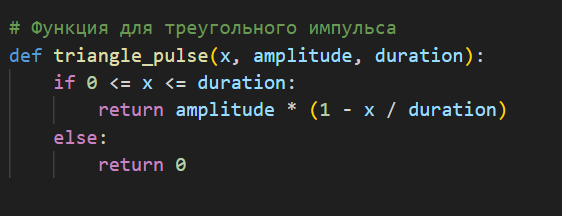 # Функция для треугольного импульса
def triangle_pulse(x, amplitude, duration):
    if 0 <= x <= duration:
        return amplitude * (1 - x / duration)
    else:
        return 0